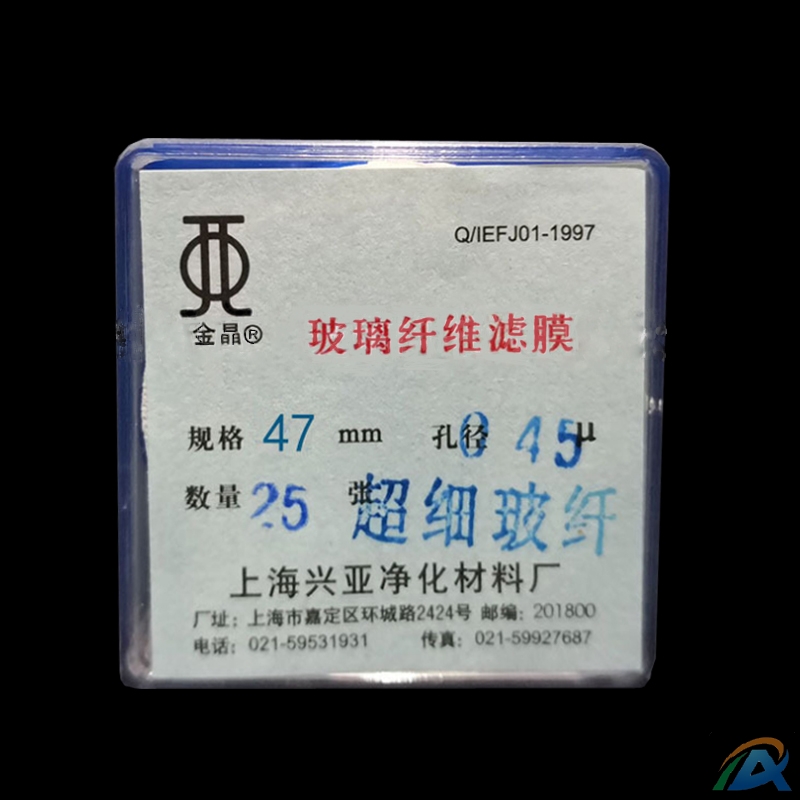 Q/IEFJ01-1997
金晶®
玻璃纤维滤膜
规格 47 mm 孔径 0 45 μ
数量 25 张 超细玻纤
上海兴亚净化材料厂
厂址：上海市嘉定区环城路2424号 邮编：201800
电话：021-59531931 传真：021-59927687